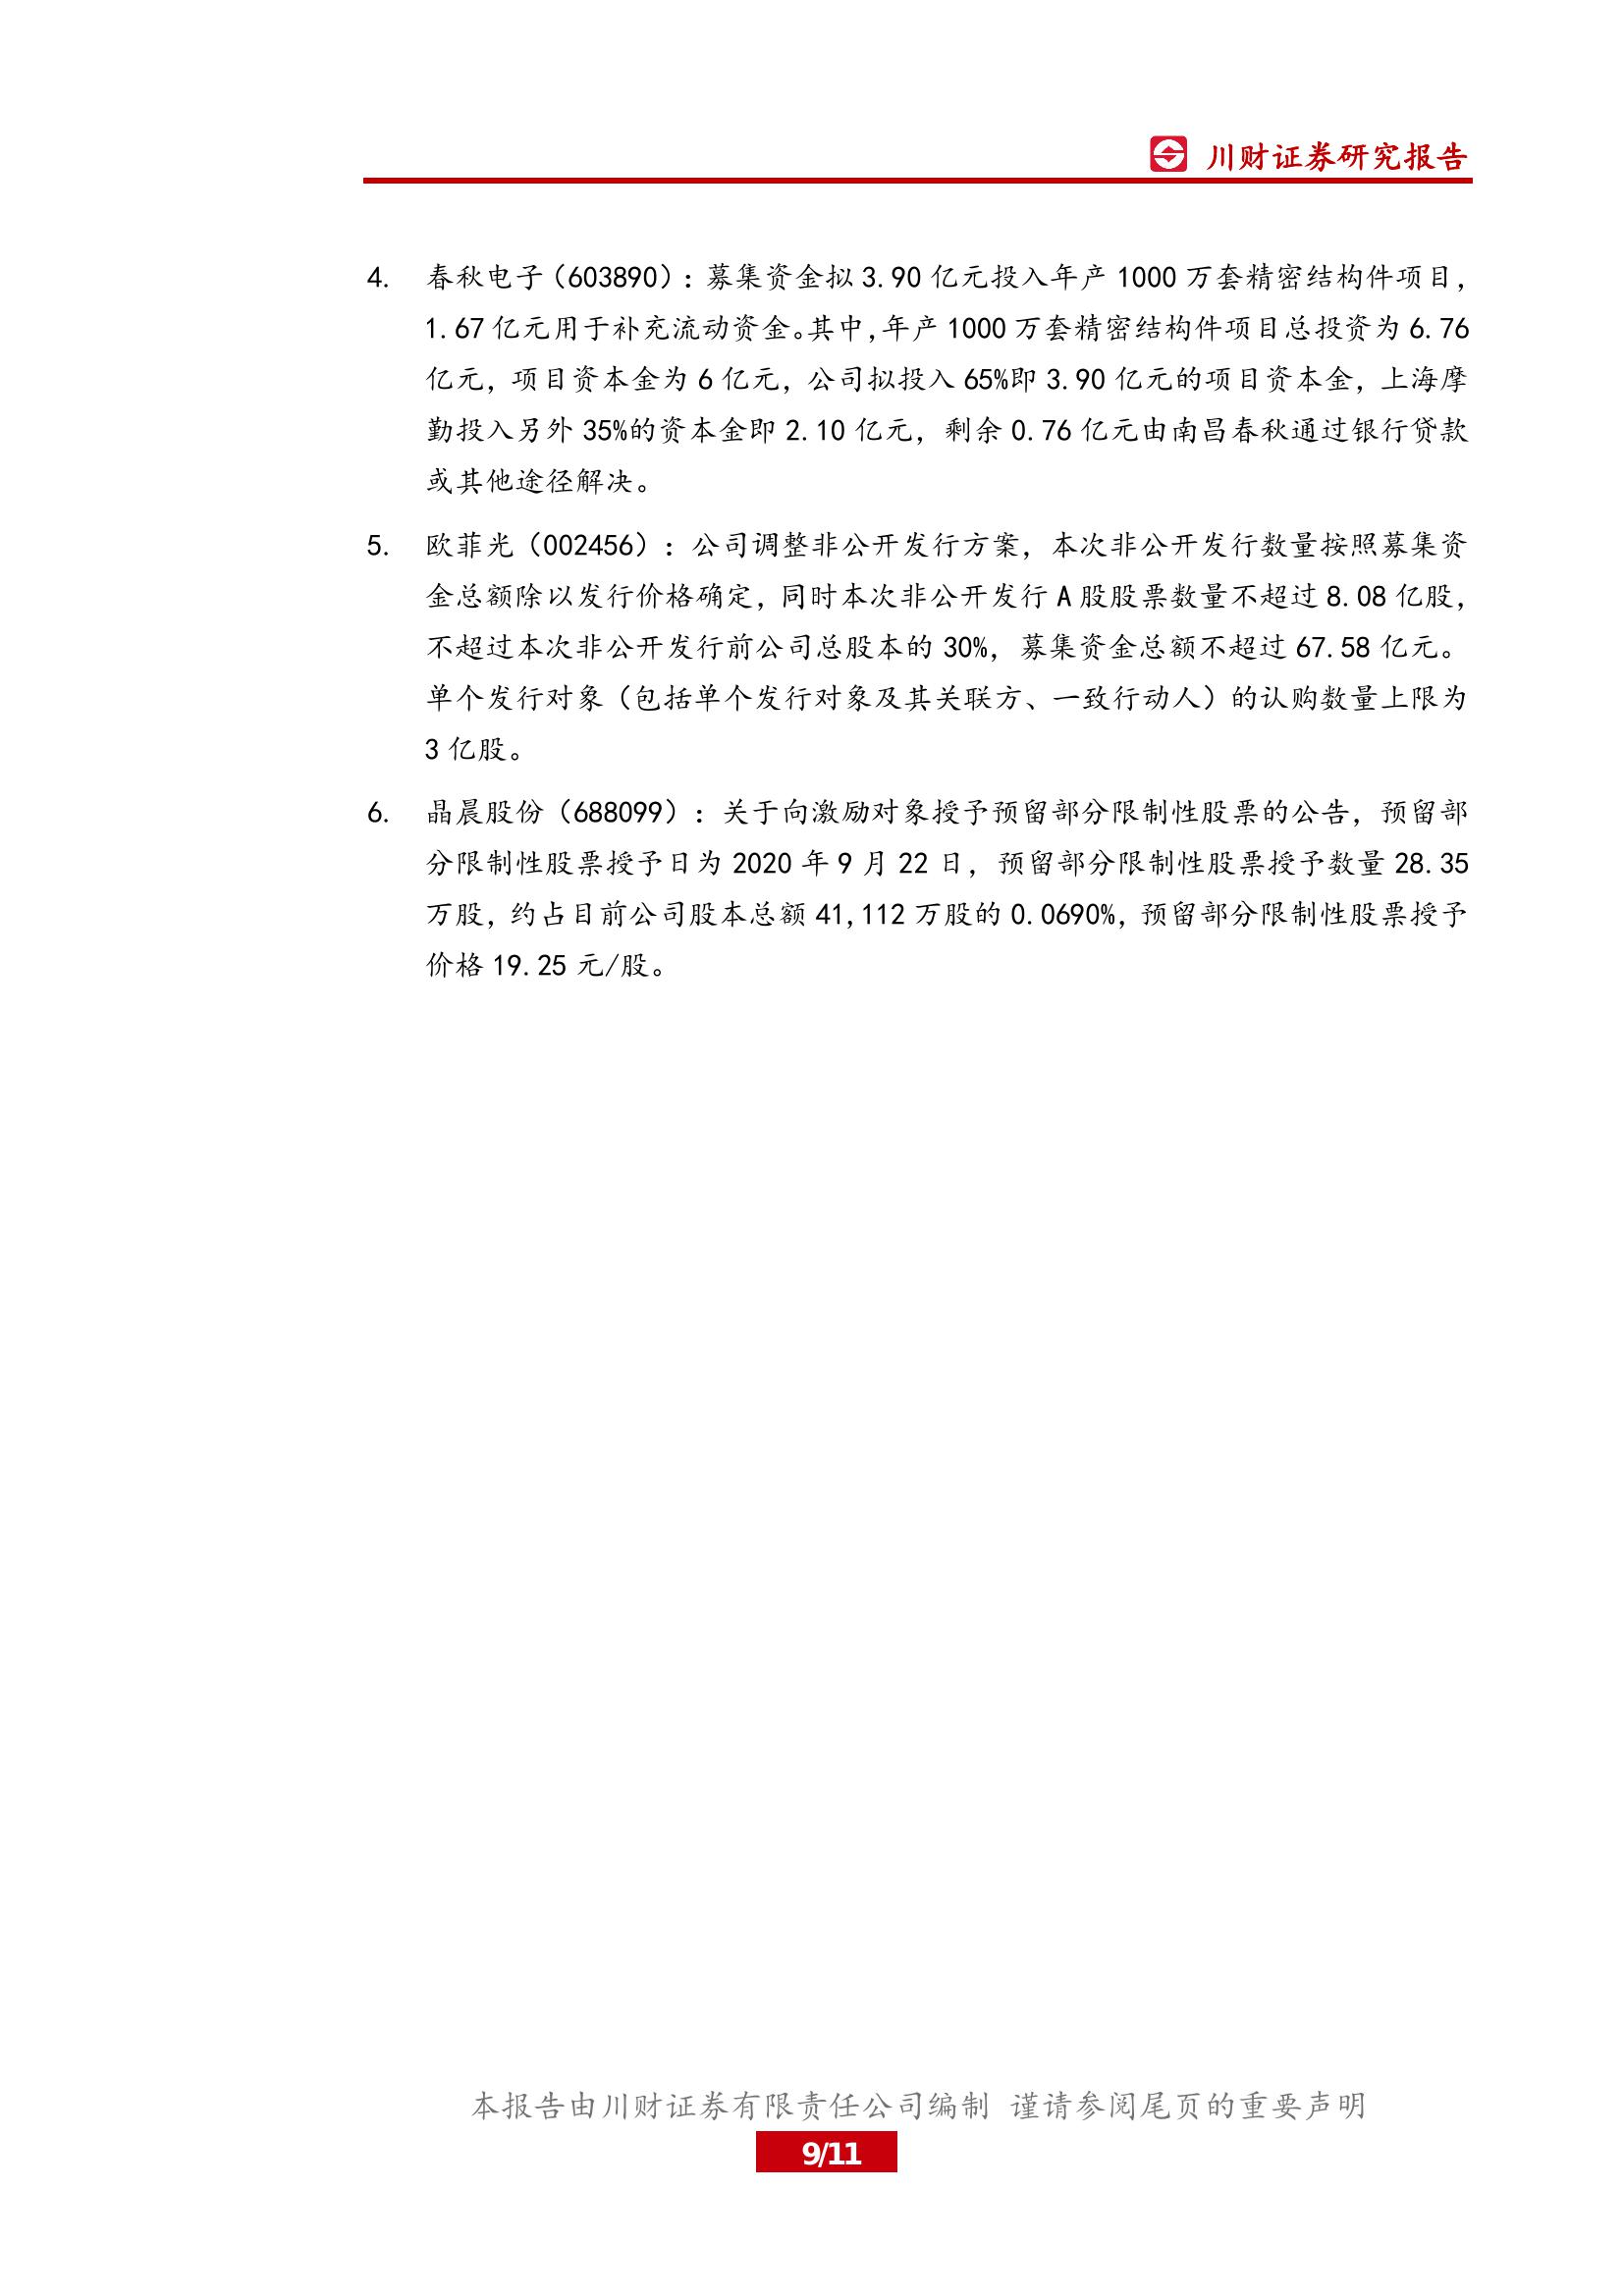 川财证券研究报告
4. 春秋电子（603890）：募集资金拟 3.90 亿元投入年产 1000 万套精密结构件项目，
1.67 亿元用于补充流动资金。其中，年产 1000 万套精密结构件项目总投资为 6.76
亿元，项目资本金为 6 亿元，公司拟投入 65%即 3.90 亿元的项目资本金，上海摩
勤投入另外 35%的资本金即 2.10 亿元，剩余 0.76 亿元由南昌春秋通过银行贷款
或其他途径解决。
5. 欧菲光（002456）：公司调整非公开发行方案，本次非公开发行数量按照募集资
金总额除以发行价格确定，同时本次非公开发行 A 股股票数量不超过 8.08 亿股，
不超过本次非公开发行前公司总股本的 30%，募集资金总额不超过 67.58 亿元。
单个发行对象（包括单个发行对象及其关联方、一致行动人）的认购数量上限为
3 亿股。
6. 晶晨股份（688099）：关于向激励对象授予预留部分限制性股票的公告，预留部
分限制性股票授予日为 2020 年 9 月 22 日，预留部分限制性股票授予数量 28.35
万股，约占目前公司股本总额 41,112 万股的 0.0690%，预留部分限制性股票授予
价格 19.25 元/股。
本报告由川财证券有限责任公司编制 谨请参阅尾页的重要声明
9/11